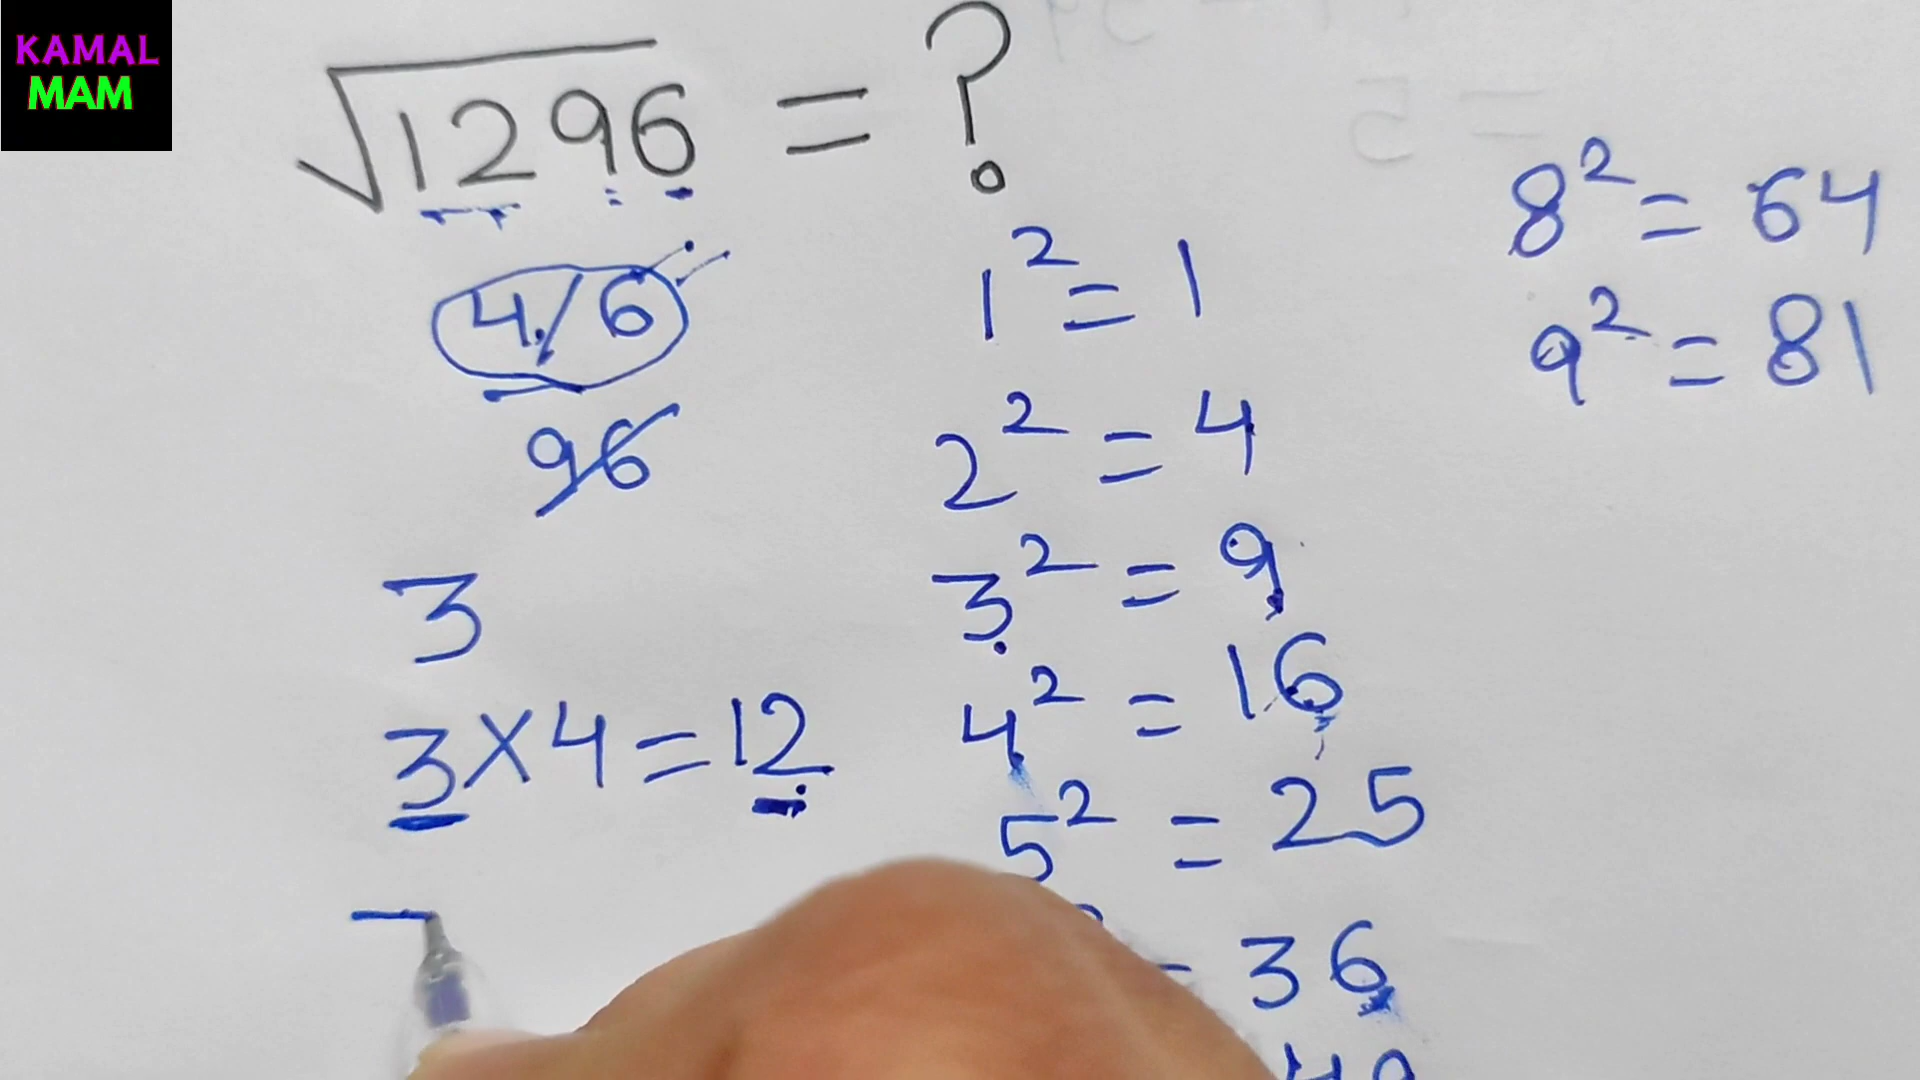 KAMAL
MAM
√1296 = ?
4/6
96
3
3×4=12
1² = 1
2² = 4
3² = 9
4² = 16
5² = 25
= 36
8² = 64
9² = 81